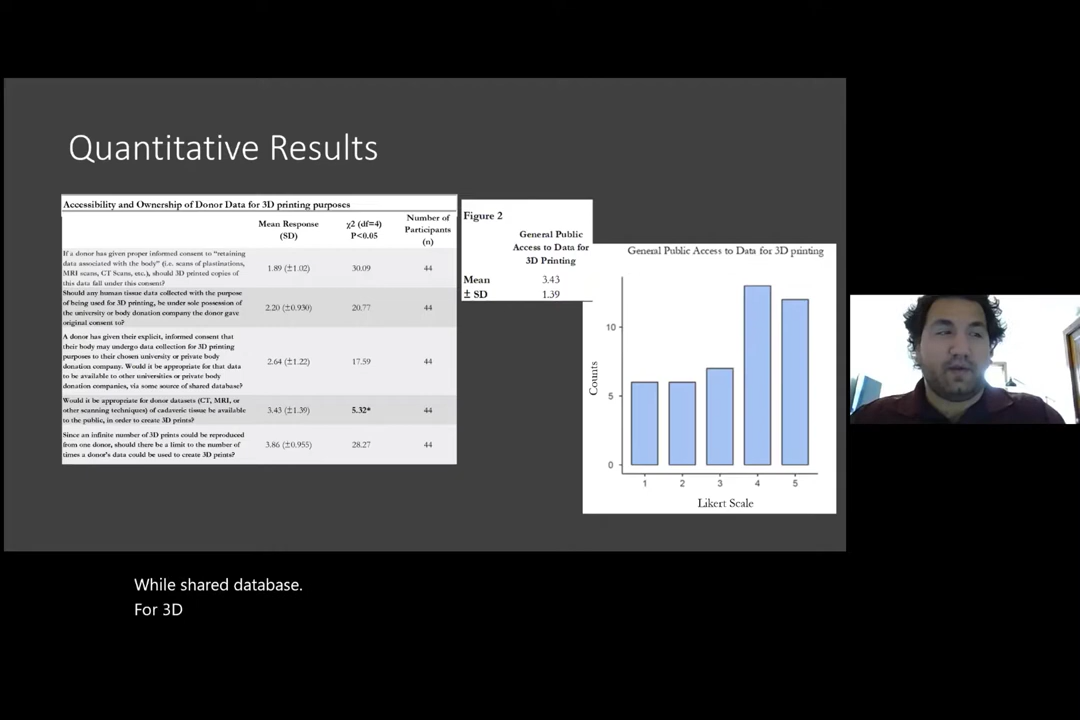 Quantitative Results
Accessibility and Ownership of Donor Data for 3D printing purposes
Mean Response
(SD)
χ2 (df=4)
P<0.05
Number of
Participants
(n)
If a donor has given proper informed consent to “retaining
data associated with the body” (i.e. scans of plastinations,
MRI scans, CT Scans, etc.), should 3D printed copies of
this data fall under this consent?
1.89 (±1.02)
30.09
44
Should any human tissue data collected with the purpose
of being used for 3D printing, be under sole possession of
the university or body donation company the donor gave
original consent to?
2.20 (±0.930)
20.77
44
A donor has given their explicit, informed consent that
their body may undergo data collection for 3D printing
purposes to their chosen university or private body
donation company. Would it be appropriate for that data
to be available to other universities or private body
donation companies, via some source of shared database?
2.64 (±1.22)
17.59
44
Would it be appropriate for donor datasets (CT, MRI, or
other scanning techniques) of cadaveric tissue be available
to the public, in order to create 3D prints?
3.43 (±1.39)
5.32*
44
Since an infinite number of 3D prints could be reproduced
from one donor, should there be a limit to the number of
times a donor's data could be used to create 3D prints?
3.86 (±0.955)
28.27
44
Figure 2
General Public
Access to Data for
3D Printing
Mean 3.43
± SD 1.39
General Public Access to Data for 3D printing
Counts
10
5
0
1 2 3 4 5
Likert Scale
While shared database.
For 3D